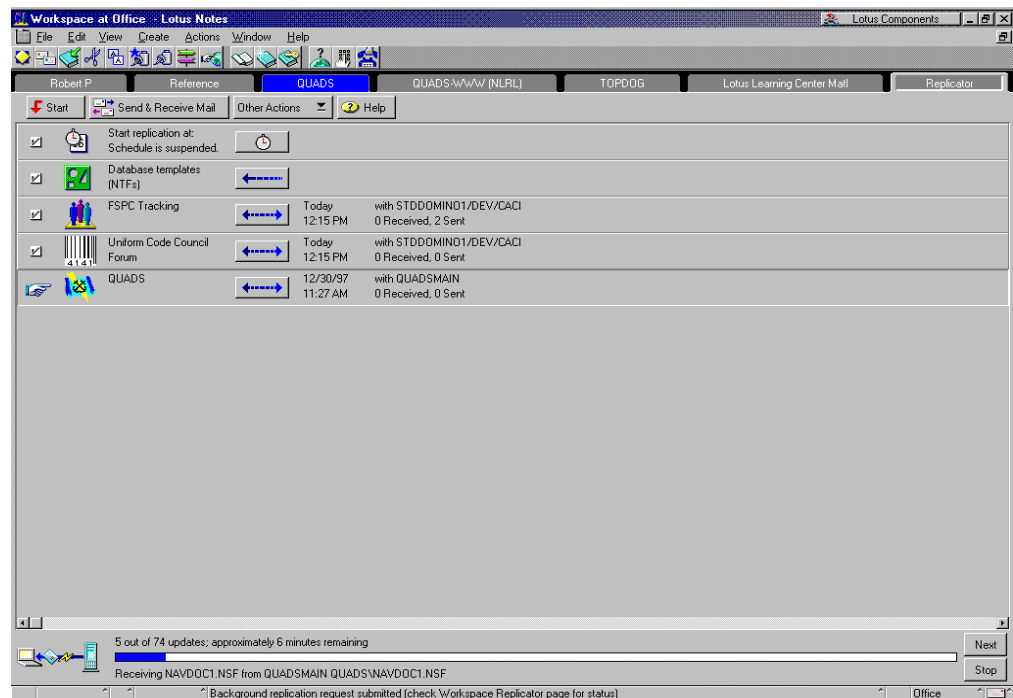 Workspace at Office - Lotus Notes
Lotus Components
File Edit View Create Actions Window Help
Robert P Reference QUADS QUADS-WWW (NLRL) TOPDOG Lotus Learning Center Matl Replicator
Start Send & Receive Mail Other Actions Help
Start replication at:
Schedule is suspended.
Database templates
(NTFs)
FSPC Tracking Today with STDDOMINO1/DEV/CACI
12:15 PM 0 Received, 2 Sent
Uniform Code Council Today with STDDOMINO1/DEV/CACI
4141 Forum 12:15 PM 0 Received, 0 Sent
QUADS 12/30/97 with QUADSMAIN
11:27 AM 0 Received, 0 Sent
5 out of 74 updates; approximately 6 minutes remaining
Next
Receiving NAVDOC1.NSF from QUADSMAIN QUADS\NAVDOC1.NSF
Stop
Background replication request submitted (check Workspace Replicator page for status) Office